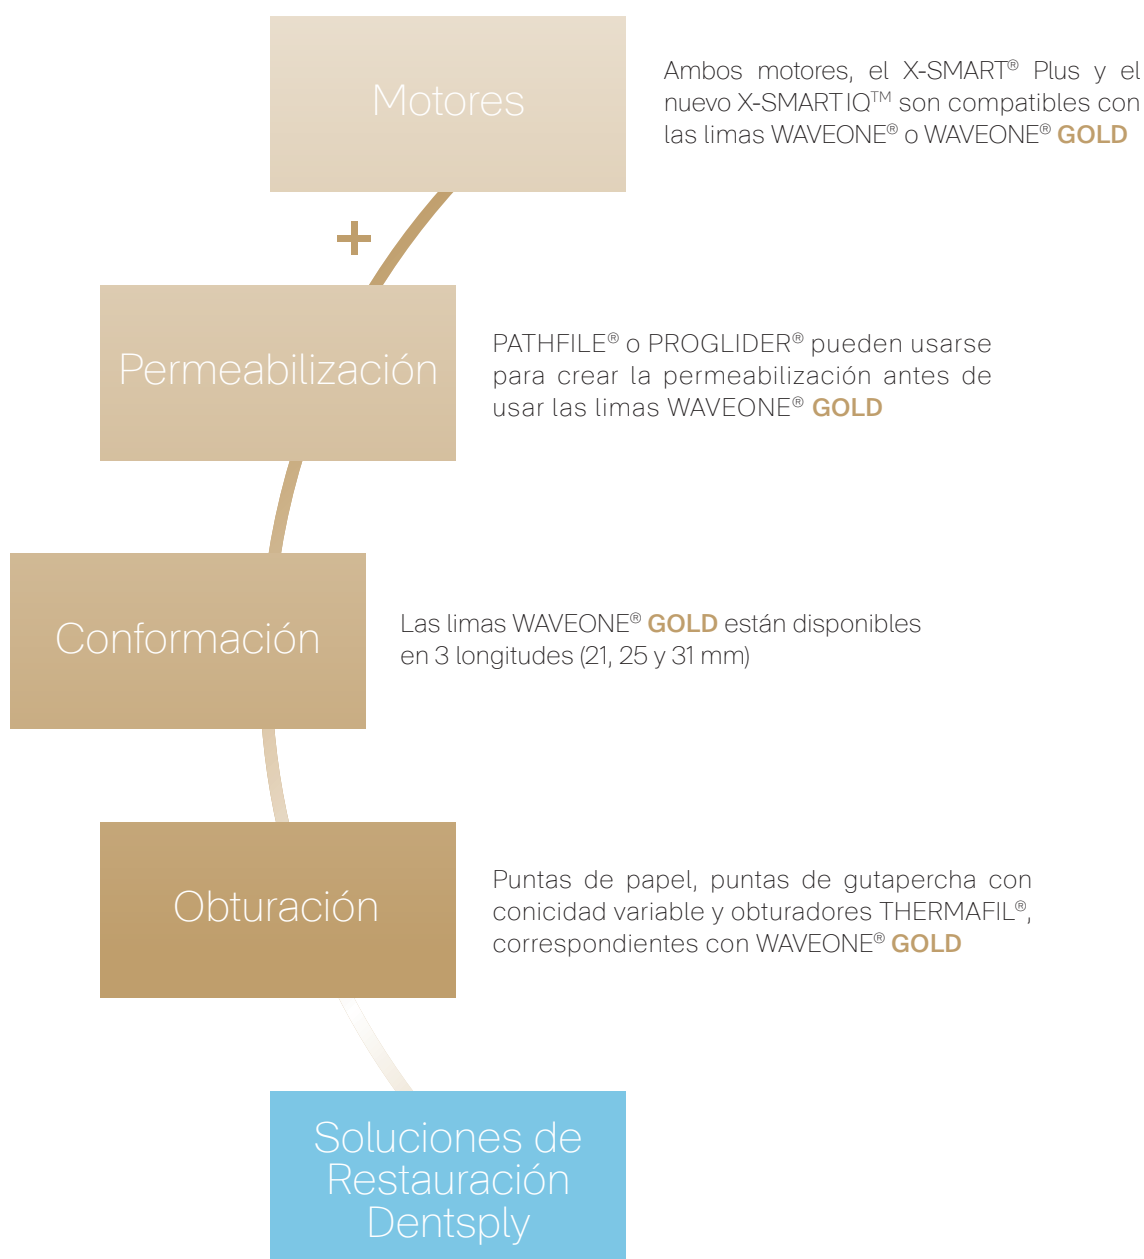 Motores
Ambos motores, el X-SMART® Plus y el
nuevo X-SMART IQ™ son compatibles con
las limas WAVEONE® o WAVEONE® GOLD
+
Permeabilización
PATHFILE® o PROGLIDER® pueden usarse
para crear la permeabilización antes de
usar las limas WAVEONE® GOLD
Conformación
Las limas WAVEONE® GOLD están disponibles
en 3 longitudes (21, 25 y 31 mm)
Obturación
Puntas de papel, puntas de gutapercha con
conicidad variable y obturadores THERMAFIL®,
correspondientes con WAVEONE® GOLD
Soluciones de
Restauración
Dentsply